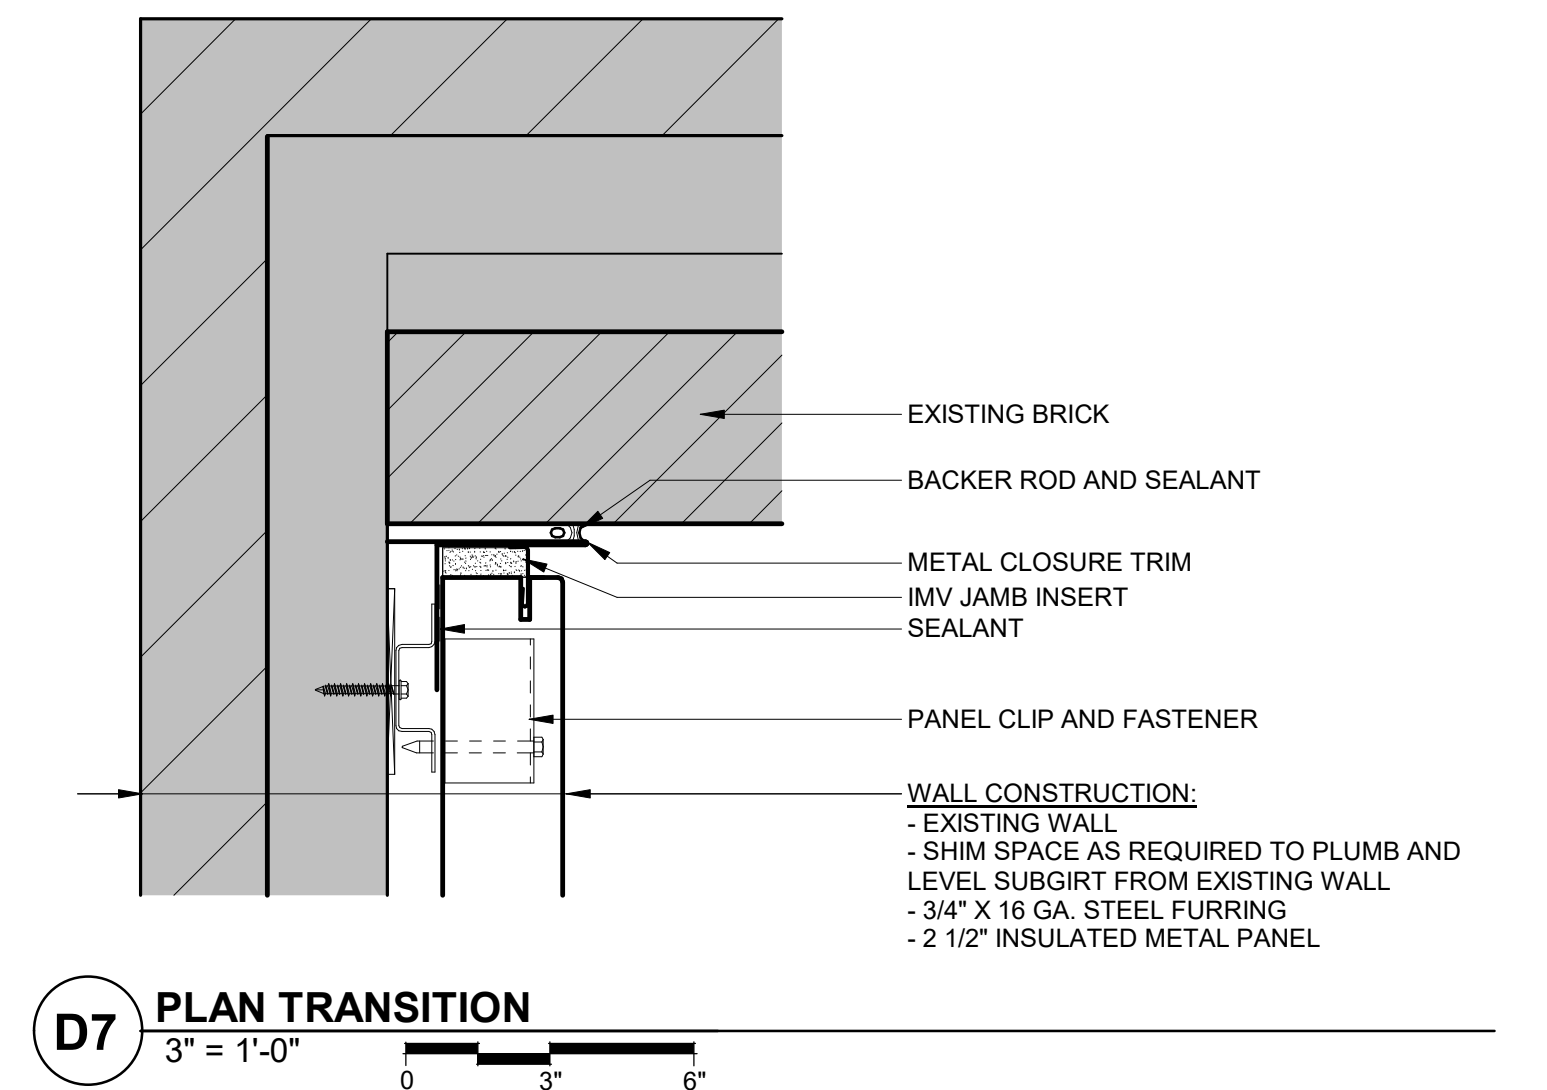 EXISTING BRICK
BACKER ROD AND SEALANT
METAL CLOSURE TRIM
IMV JAMB INSERT
SEALANT
PANEL CLIP AND FASTENER
WALL CONSTRUCTION:
- EXISTING WALL
- SHIM SPACE AS REQUIRED TO PLUMB AND
LEVEL SUBGIRT FROM EXISTING WALL
- 3/4" X 16 GA. STEEL FURRING
- 2 1/2" INSULATED METAL PANEL
D7
PLAN TRANSITION
3" = 1'-0"
0 3" 6"